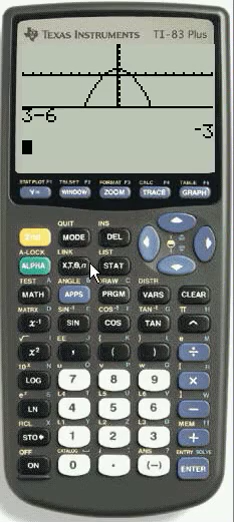 TEXAS INSTRUMENTS TI-83 Plus
3-6
-3
STAT PLOT F1 TBLSET F2 FORMAT F3 CALC F4 TABLE F5
Y= WINDOW ZOOM TRACE GRAPH
QUIT INS
2nd MODE DEL
A-LOCK LINK LIST
ALPHA X,T,Θ,n STAT
TEST A ANGLE B DRAW C DISTR
MATH APPS PRGM VARS CLEAR
MATRX D SIN⁻¹ COS⁻¹ TAN⁻¹ π H
x⁻¹ SIN COS TAN ^
√ EE J
x² , ( ) ÷
10ˣ
LOG 7 8 9 ×
eˣ
LN 4 5 6 −
RCL X L1 Y L2 Z L3 MEM
STO▸ 1 2 3 +
OFF CATALOG i ANS ? ENTRY SOLVE
ON 0 . (−) ENTER